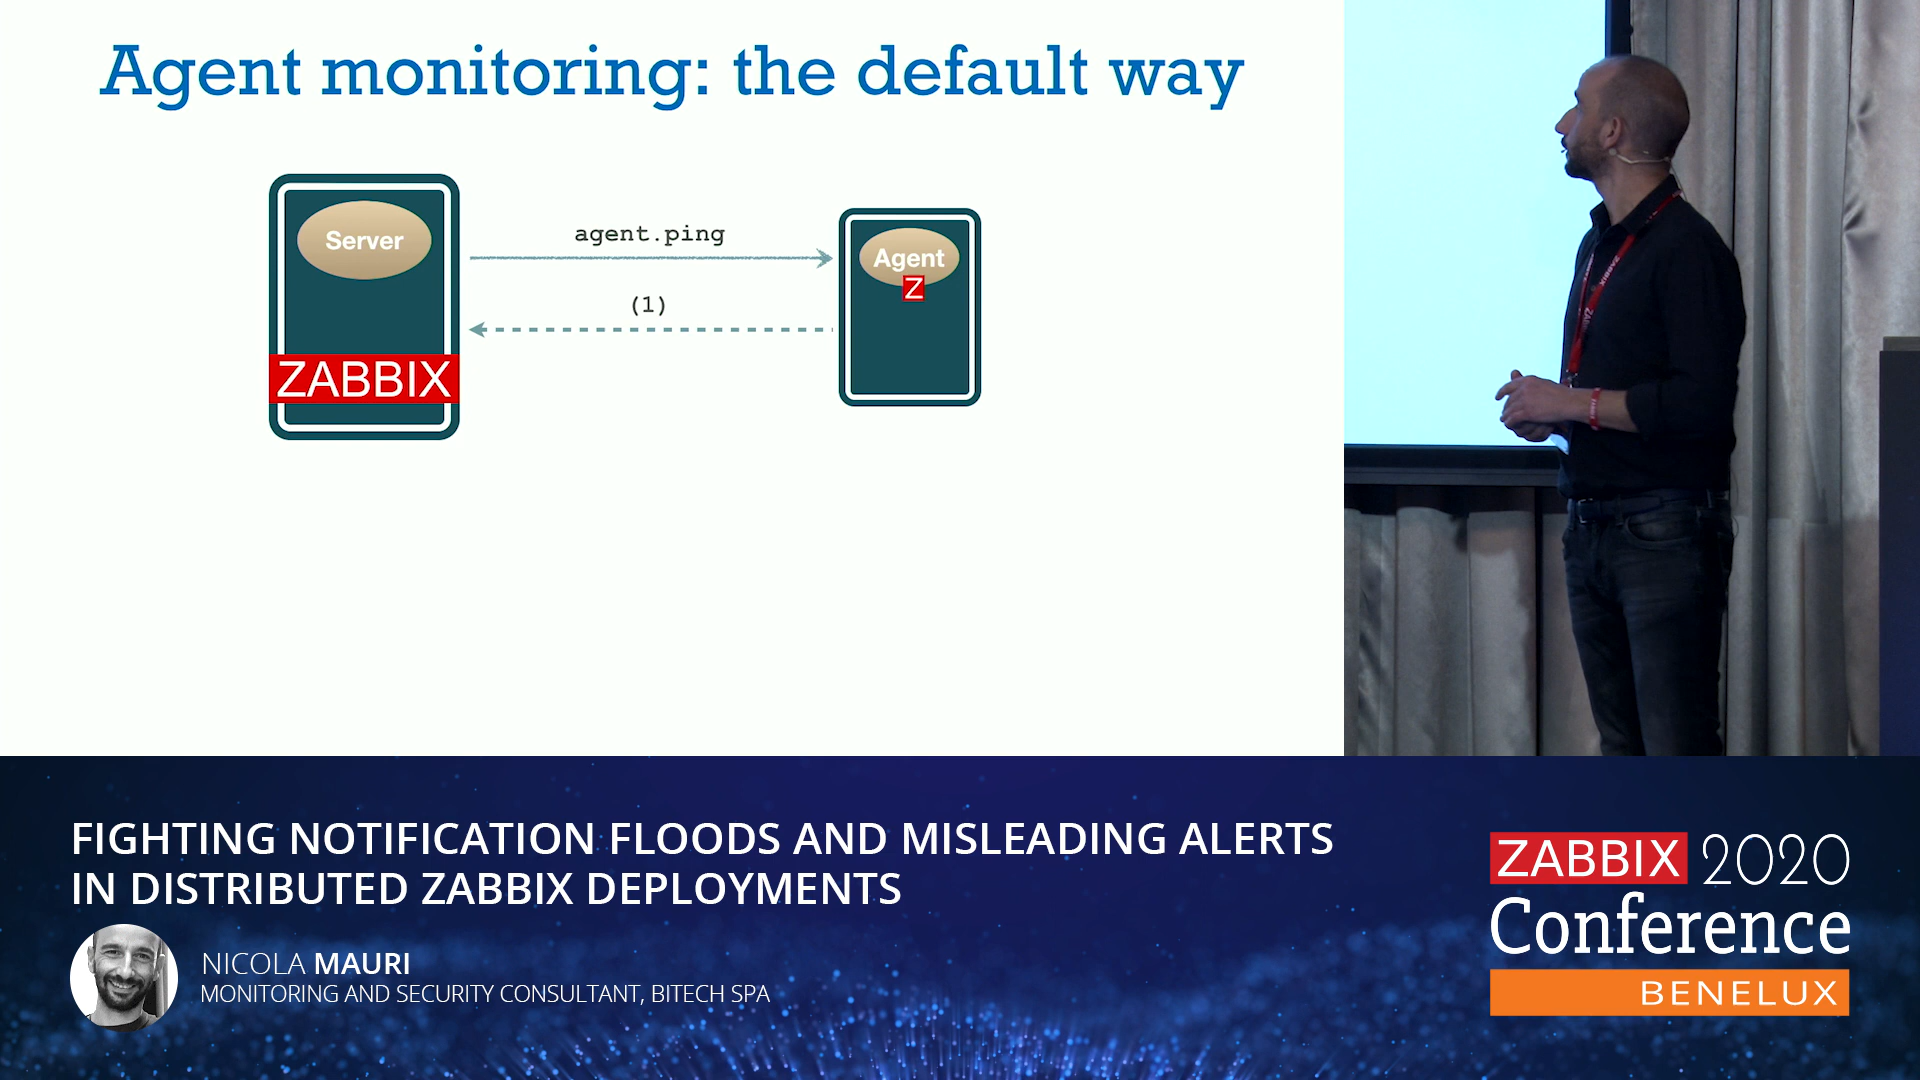 Agent monitoring: the default way
Server
agent.ping
Agent
Z
(1)
ZABBIX
ZABBIX
FIGHTING NOTIFICATION FLOODS AND MISLEADING ALERTS
IN DISTRIBUTED ZABBIX DEPLOYMENTS
NICOLA MAURI
MONITORING AND SECURITY CONSULTANT, BITECH SPA
ZABBIX 2020
Conference
BENELUX